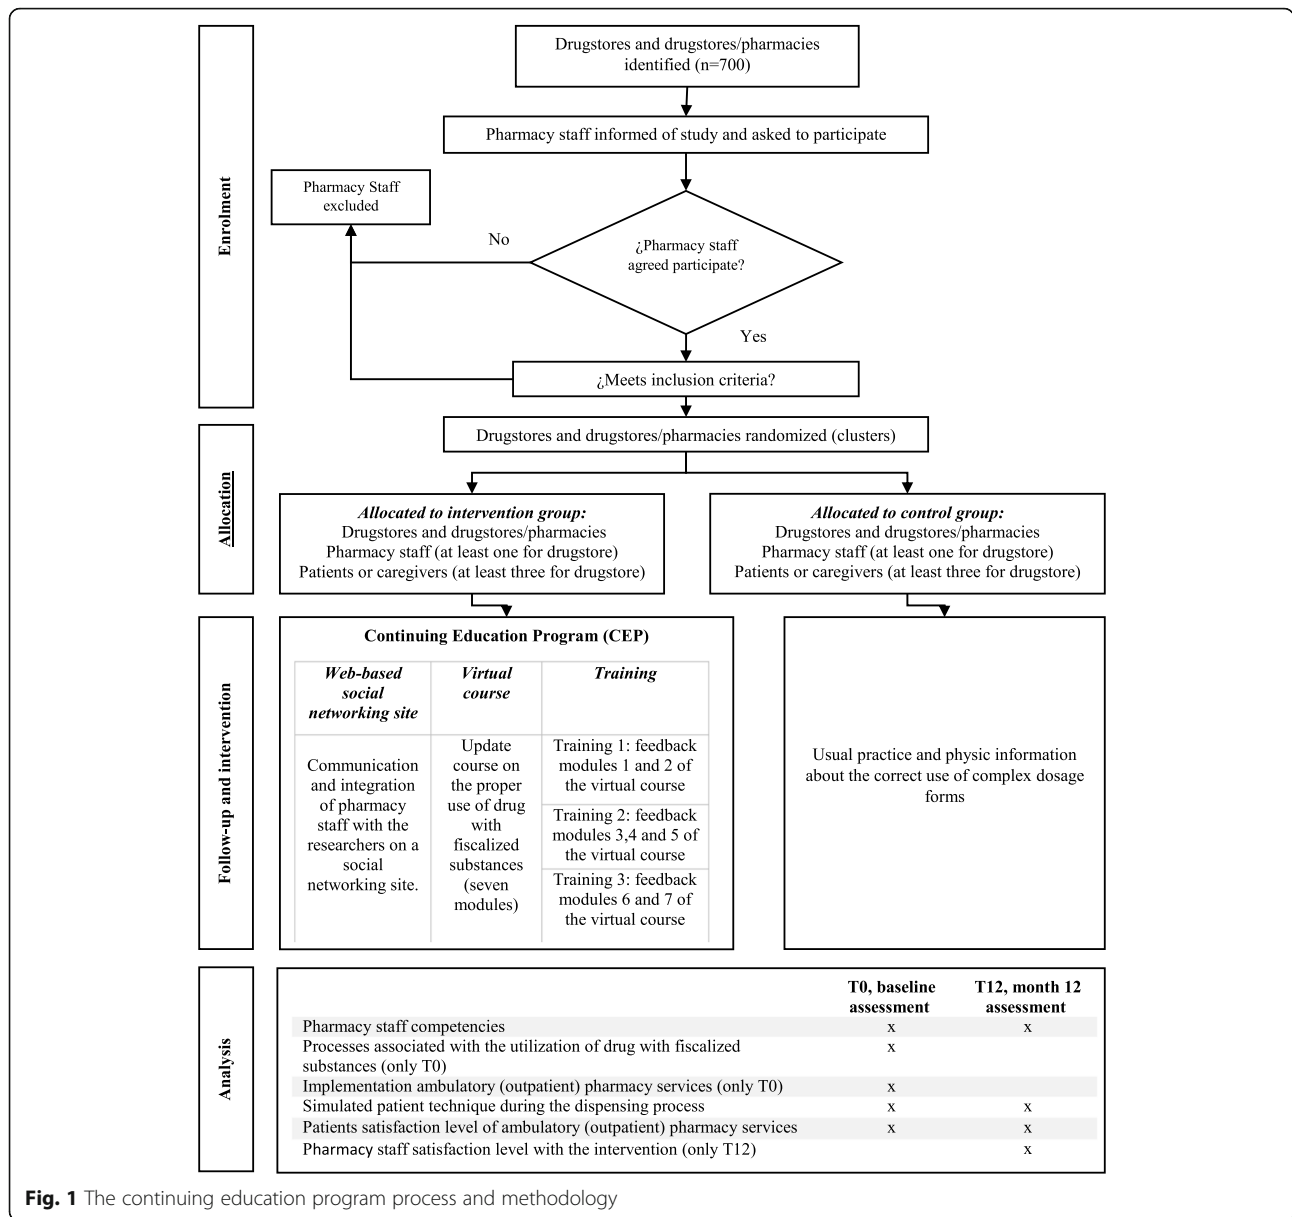 Enrolment
Drugstores and drugstores/pharmacies
identified (n=700)
Pharmacy staff informed of study and asked to participate
Pharmacy Staff
excluded
No
¿Pharmacy staff
agreed participate?
Yes
¿Meets inclusion criteria?
Allocation
Drugstores and drugstores/pharmacies randomized (clusters)
Allocated to intervention group:
Drugstores and drugstores/pharmacies
Pharmacy staff (at least one for drugstore)
Patients or caregivers (at least three for drugstore)
Allocated to control group:
Drugstores and drugstores/pharmacies
Pharmacy staff (at least one for drugstore)
Patients or caregivers (at least three for drugstore)
Follow-up and intervention
Continuing Education Program (CEP)
Web-based
social
networking site
Virtual
course
Training
Communication
and integration
of pharmacy
staff with the
researchers on a
social
networking site.
Update
course on
the proper
use of drug
with
fiscalized
substances
(seven
modules)
Training 1: feedback
modules 1 and 2 of
the virtual course
Training 2: feedback
modules 3,4 and 5 of
the virtual course
Training 3: feedback
modules 6 and 7 of
the virtual course
Usual practice and physic information
about the correct use of complex dosage
forms
Analysis
T0, baseline
assessment
T12, month 12
assessment
Pharmacy staff competencies x x
Processes associated with the utilization of drug with fiscalized x
substances (only T0)
Implementation ambulatory (outpatient) pharmacy services (only T0) x
Simulated patient technique during the dispensing process x x
Patients satisfaction level of ambulatory (outpatient) pharmacy services x x
Pharmacy staff satisfaction level with the intervention (only T12) x
Fig. 1 The continuing education program process and methodology